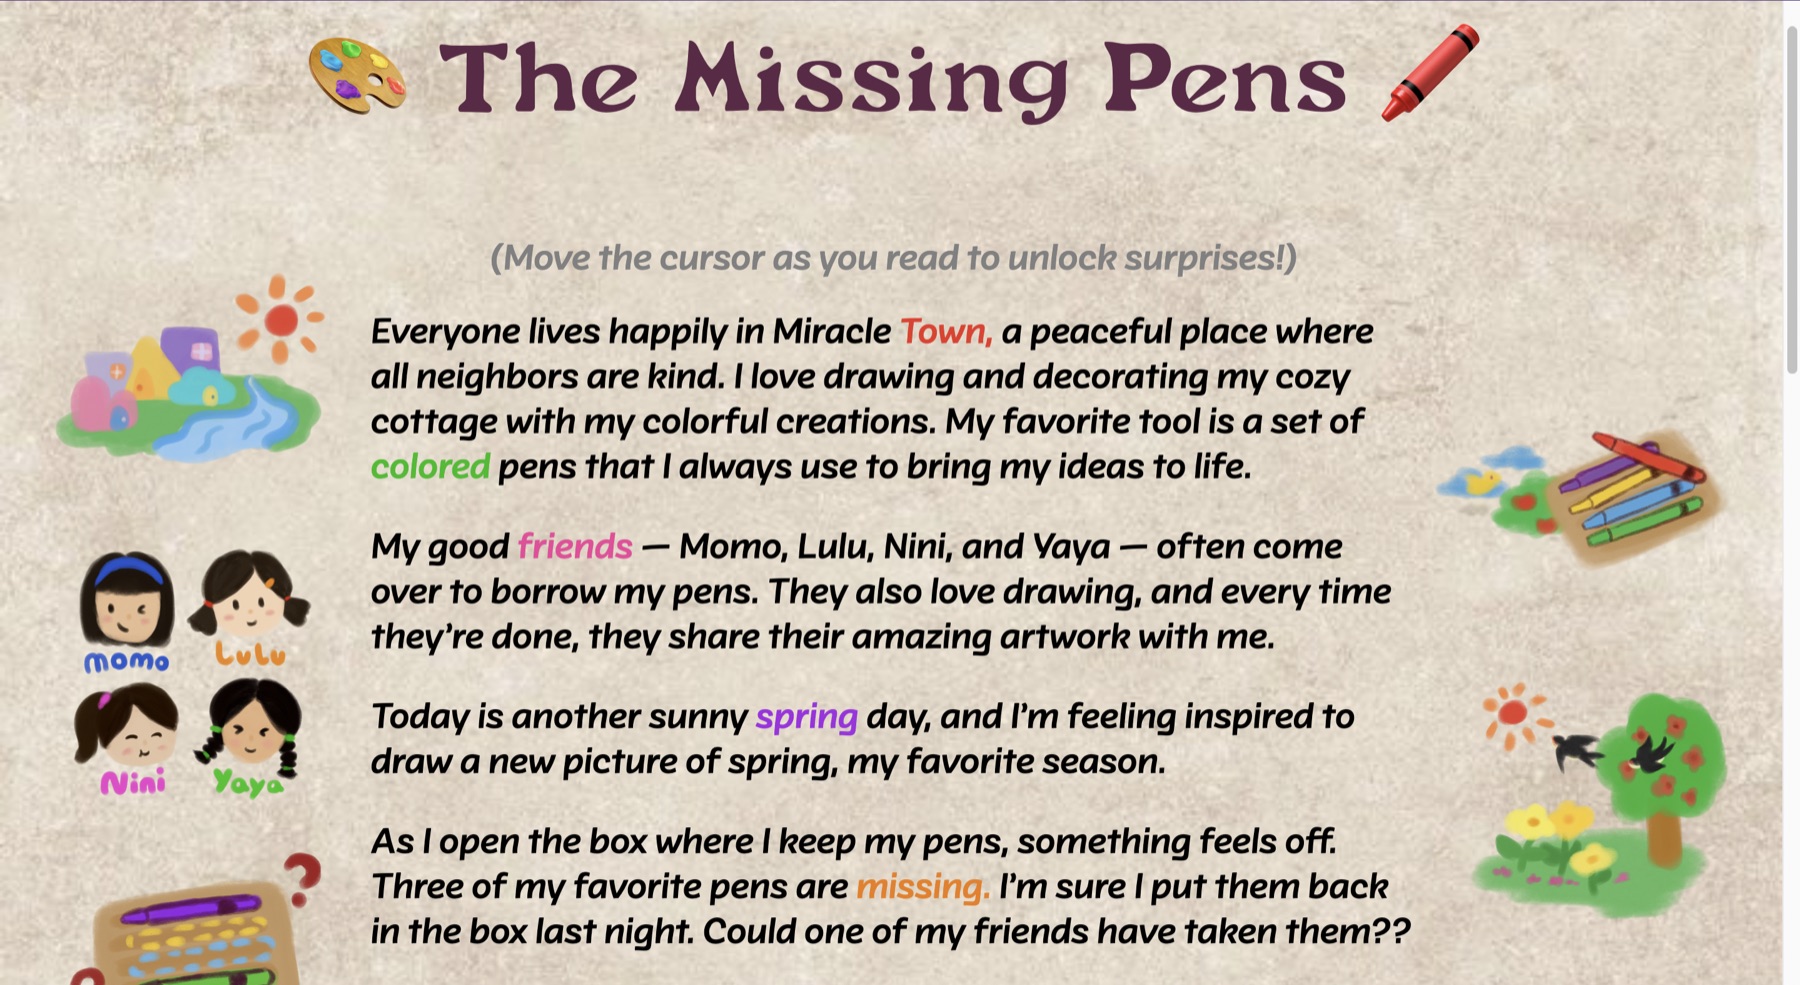 The Missing Pens
(Move the cursor as you read to unlock surprises!)
Everyone lives happily in Miracle Town, a peaceful place where
all neighbors are kind. I love drawing and decorating my cozy
cottage with my colorful creations. My favorite tool is a set of
colored pens that I always use to bring my ideas to life.
My good friends — Momo, Lulu, Nini, and Yaya — often come
over to borrow my pens. They also love drawing, and every time
they’re done, they share their amazing artwork with me.
momo
LuLu
Nini
Yaya
Today is another sunny spring day, and I’m feeling inspired to
draw a new picture of spring, my favorite season.
As I open the box where I keep my pens, something feels off.
Three of my favorite pens are missing. I’m sure I put them back
in the box last night. Could one of my friends have taken them??
?
?